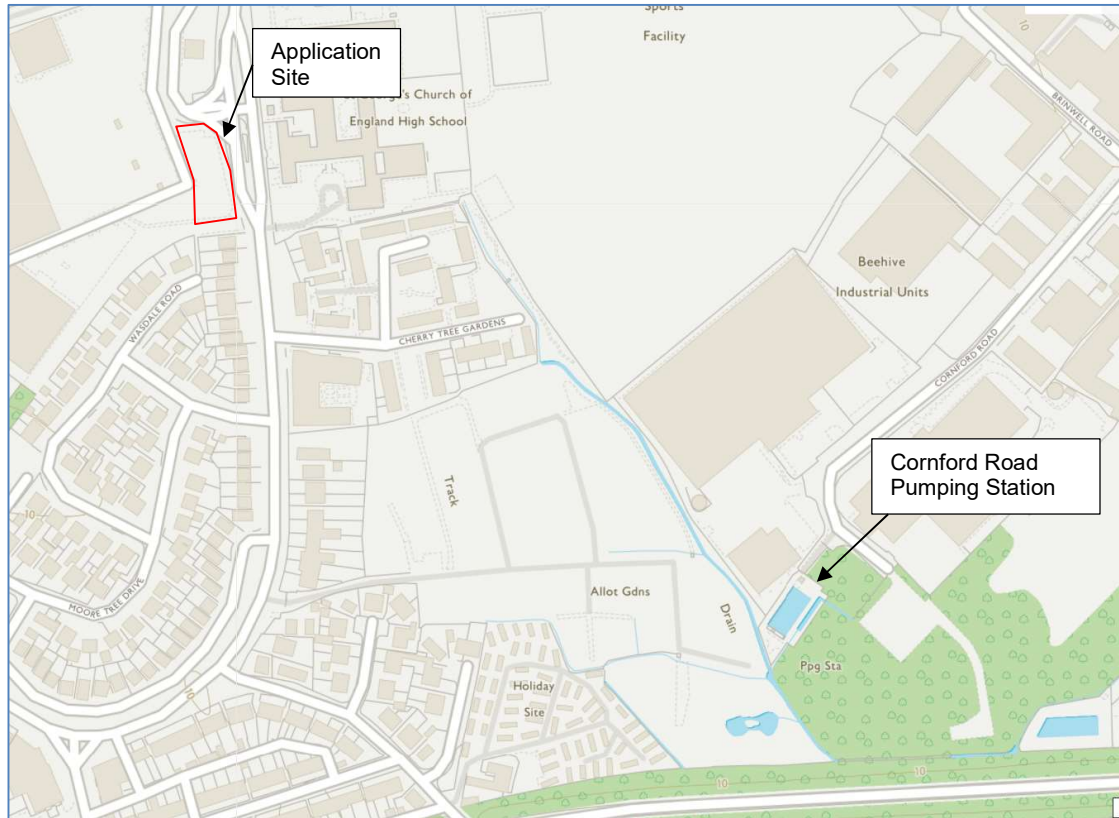 Sports
Facility
Application
Site
Church of
England High School
BRINWELL ROAD
Beehive
Industrial Units
WASDALE ROAD
CHERRY TREE GARDENS
CORNFORD ROAD
Cornford Road
Pumping Station
Track
10
MOORE TREE DRIVE
Allot Gdns
Drain
Ppg Sta
Holiday
Site
10
10
10